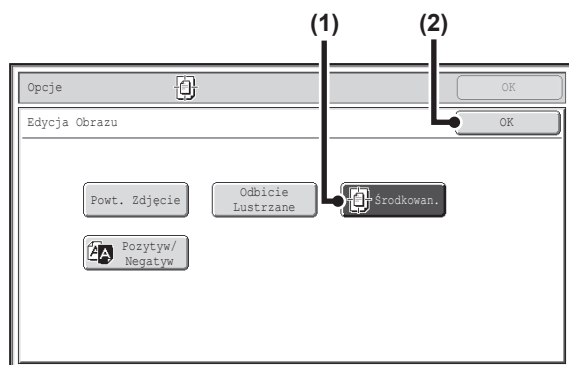 (1) (2)
Opcje OK
Edycja Obrazu OK
Powt. Zdjęcie
Odbicie
Lustrzane
Środkowan.
Pozytyw/
Negatyw